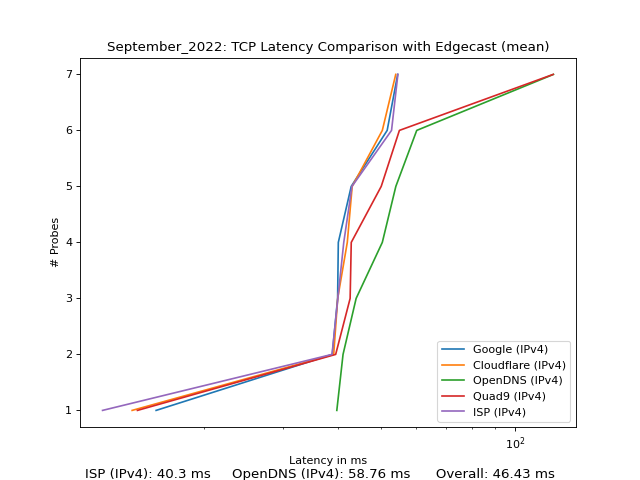 September_2022: TCP Latency Comparison with Edgecast (mean)
7
6
5
4
3
2
1
# Probes
Google (IPv4)
Cloudflare (IPv4)
OpenDNS (IPv4)
Quad9 (IPv4)
ISP (IPv4)
10²
Latency in ms
ISP (IPv4): 40.3 ms OpenDNS (IPv4): 58.76 ms Overall: 46.43 ms